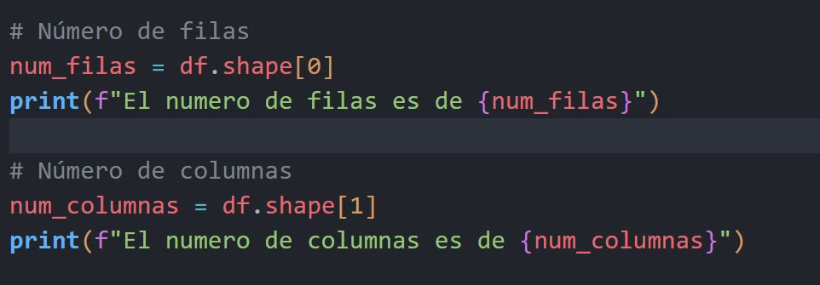 # Número de filas
num_filas = df.shape[0]
print(f"El numero de filas es de {num_filas}")
# Número de columnas
num_columnas = df.shape[1]
print(f"El numero de columnas es de {num_columnas}")